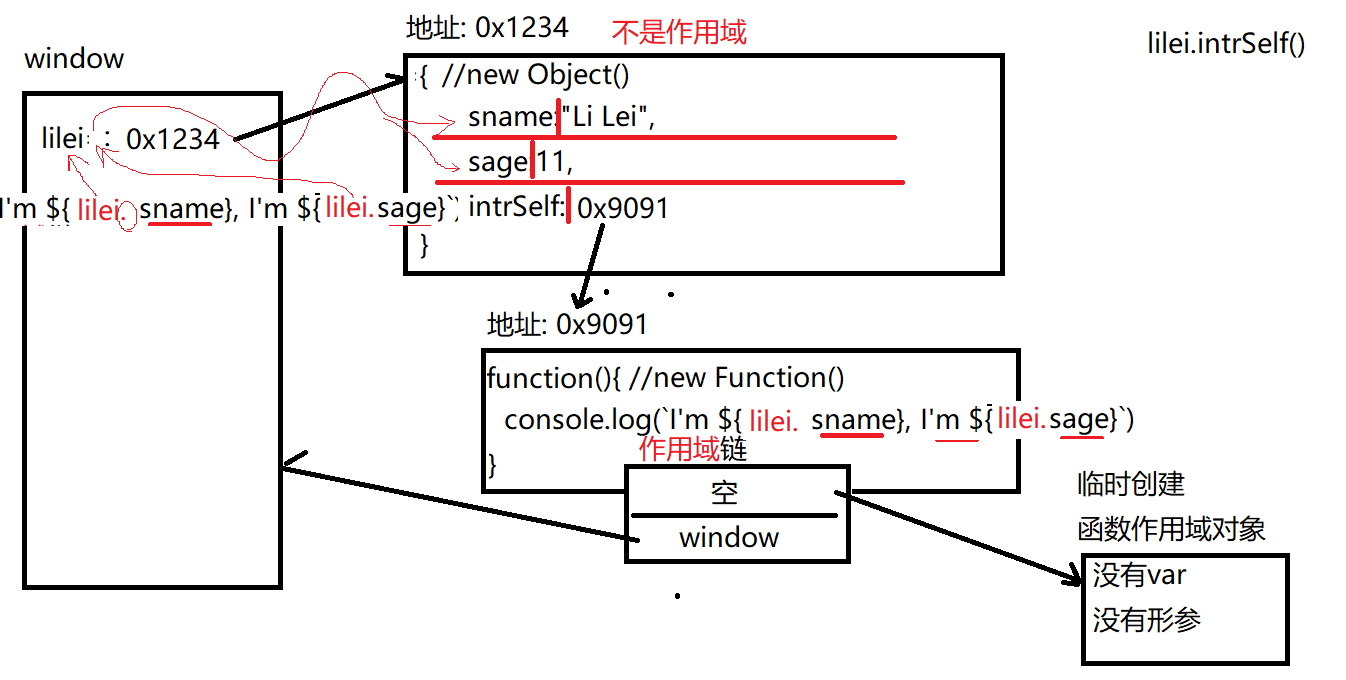 地址: 0x1234 不是作用域
lilei.intrSelf()
window
{ //new Object()
sname:"Li Lei",
lilei : 0x1234
sage 11,
I'm ${ lilei. sname}, I'm ${lilei.sage}`
intrSelf: 0x9091
}
地址: 0x9091
function(){ //new Function()
console.log(`I'm ${ lilei. sname}, I'm ${lilei.sage}`)
作用域链
}
空
window
临时创建
函数作用域对象
没有var
没有形参